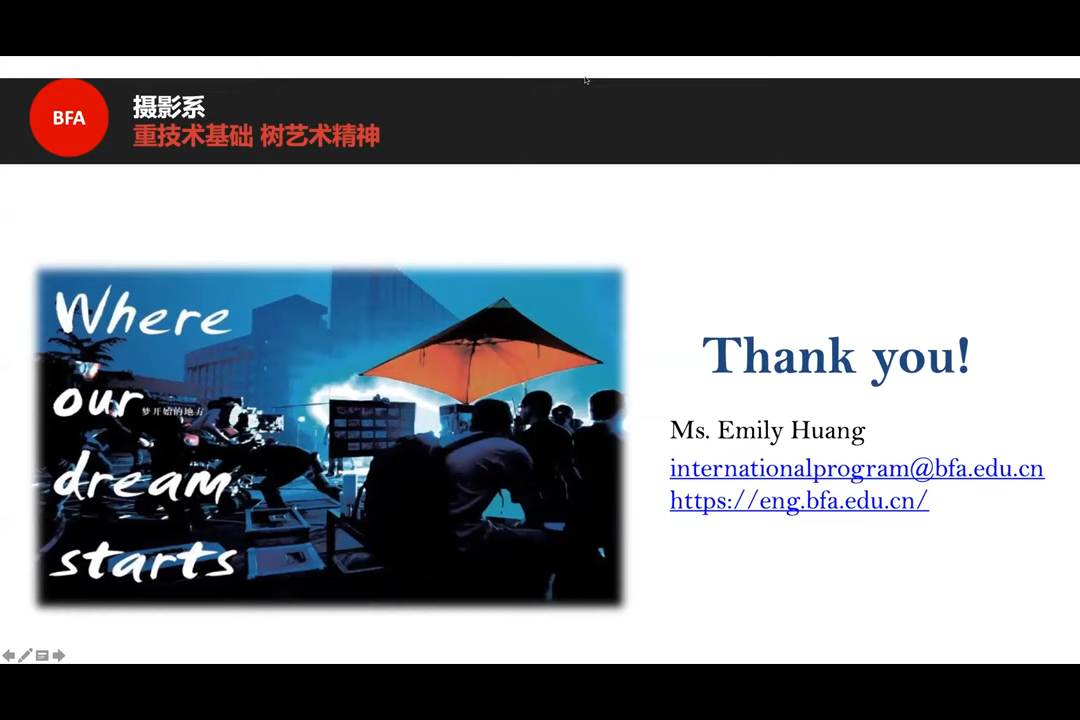 BFA
摄影系
重技术基础 树艺术精神
Where
our
梦开始的地方
dream
starts
Thank you!
Ms. Emily Huang
internationalprogram@bfa.edu.cn
https://eng.bfa.edu.cn/